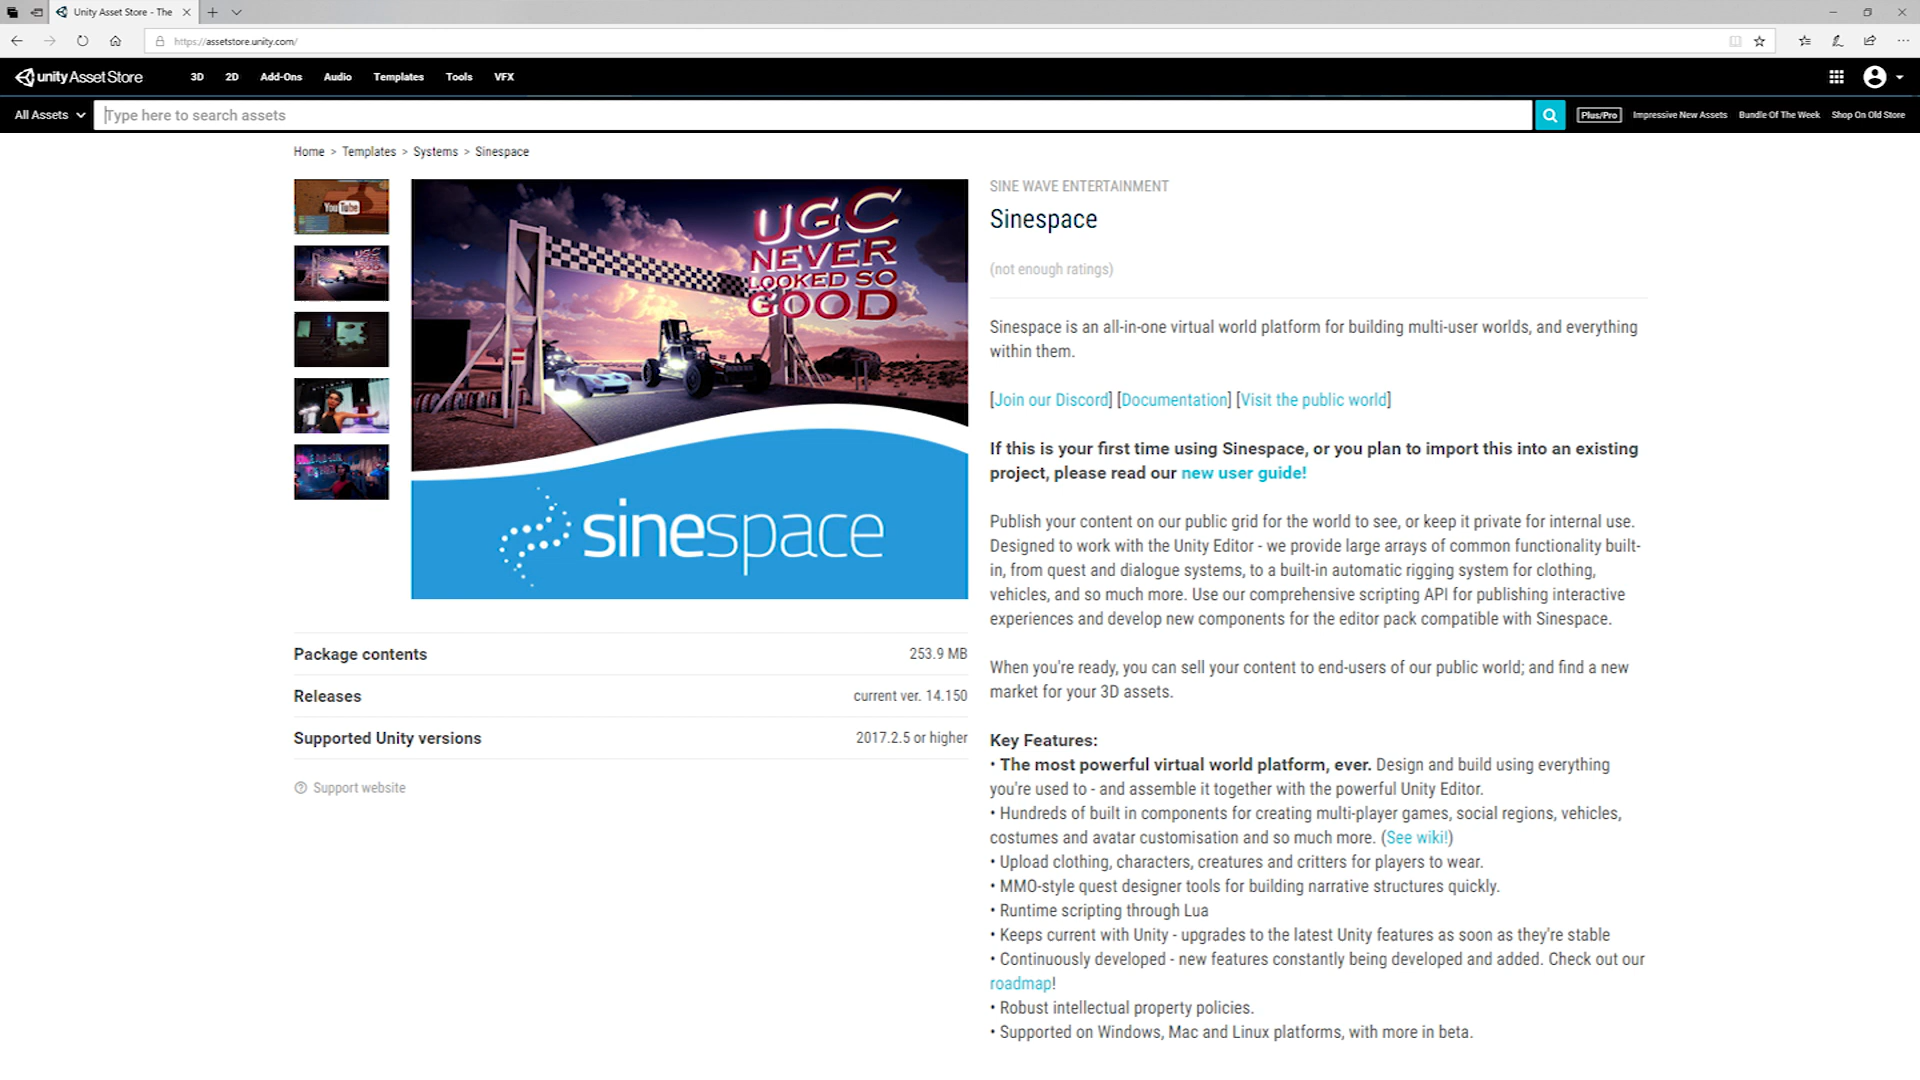 Unity Asset Store - The
https://assetstore.unity.com/
unity Asset Store
3D
2D
Add-Ons
Audio
Templates
Tools
VFX
All Assets
Type here to search assets
Plus/Pro
Impressive New Assets
Bundle Of The Week
Shop On Old Store
Home > Templates > Systems > Sinespace
You Tube
UGC
NEVER
LOOKED SO
GOOD
sinespace
Package contents
253.9 MB
Releases
current ver. 14.150
Supported Unity versions
2017.2.5 or higher
Support website
SINE WAVE ENTERTAINMENT
Sinespace
(not enough ratings)
Sinespace is an all-in-one virtual world platform for building multi-user worlds, and everything
within them.
[Join our Discord] [Documentation] [Visit the public world]
If this is your first time using Sinespace, or you plan to import this into an existing
project, please read our new user guide!
Publish your content on our public grid for the world to see, or keep it private for internal use.
Designed to work with the Unity Editor - we provide large arrays of common functionality built-
in, from quest and dialogue systems, to a built-in automatic rigging system for clothing,
vehicles, and so much more. Use our comprehensive scripting API for publishing interactive
experiences and develop new components for the editor pack compatible with Sinespace.
When you're ready, you can sell your content to end-users of our public world; and find a new
market for your 3D assets.
Key Features:
• The most powerful virtual world platform, ever. Design and build using everything
you're used to - and assemble it together with the powerful Unity Editor.
• Hundreds of built in components for creating multi-player games, social regions, vehicles,
costumes and avatar customisation and so much more. (See wiki!)
• Upload clothing, characters, creatures and critters for players to wear.
• MMO-style quest designer tools for building narrative structures quickly.
• Runtime scripting through Lua
• Keeps current with Unity - upgrades to the latest Unity features as soon as they're stable
• Continuously developed - new features constantly being developed and added. Check out our
roadmap!
• Robust intellectual property policies.
• Supported on Windows, Mac and Linux platforms, with more in beta.